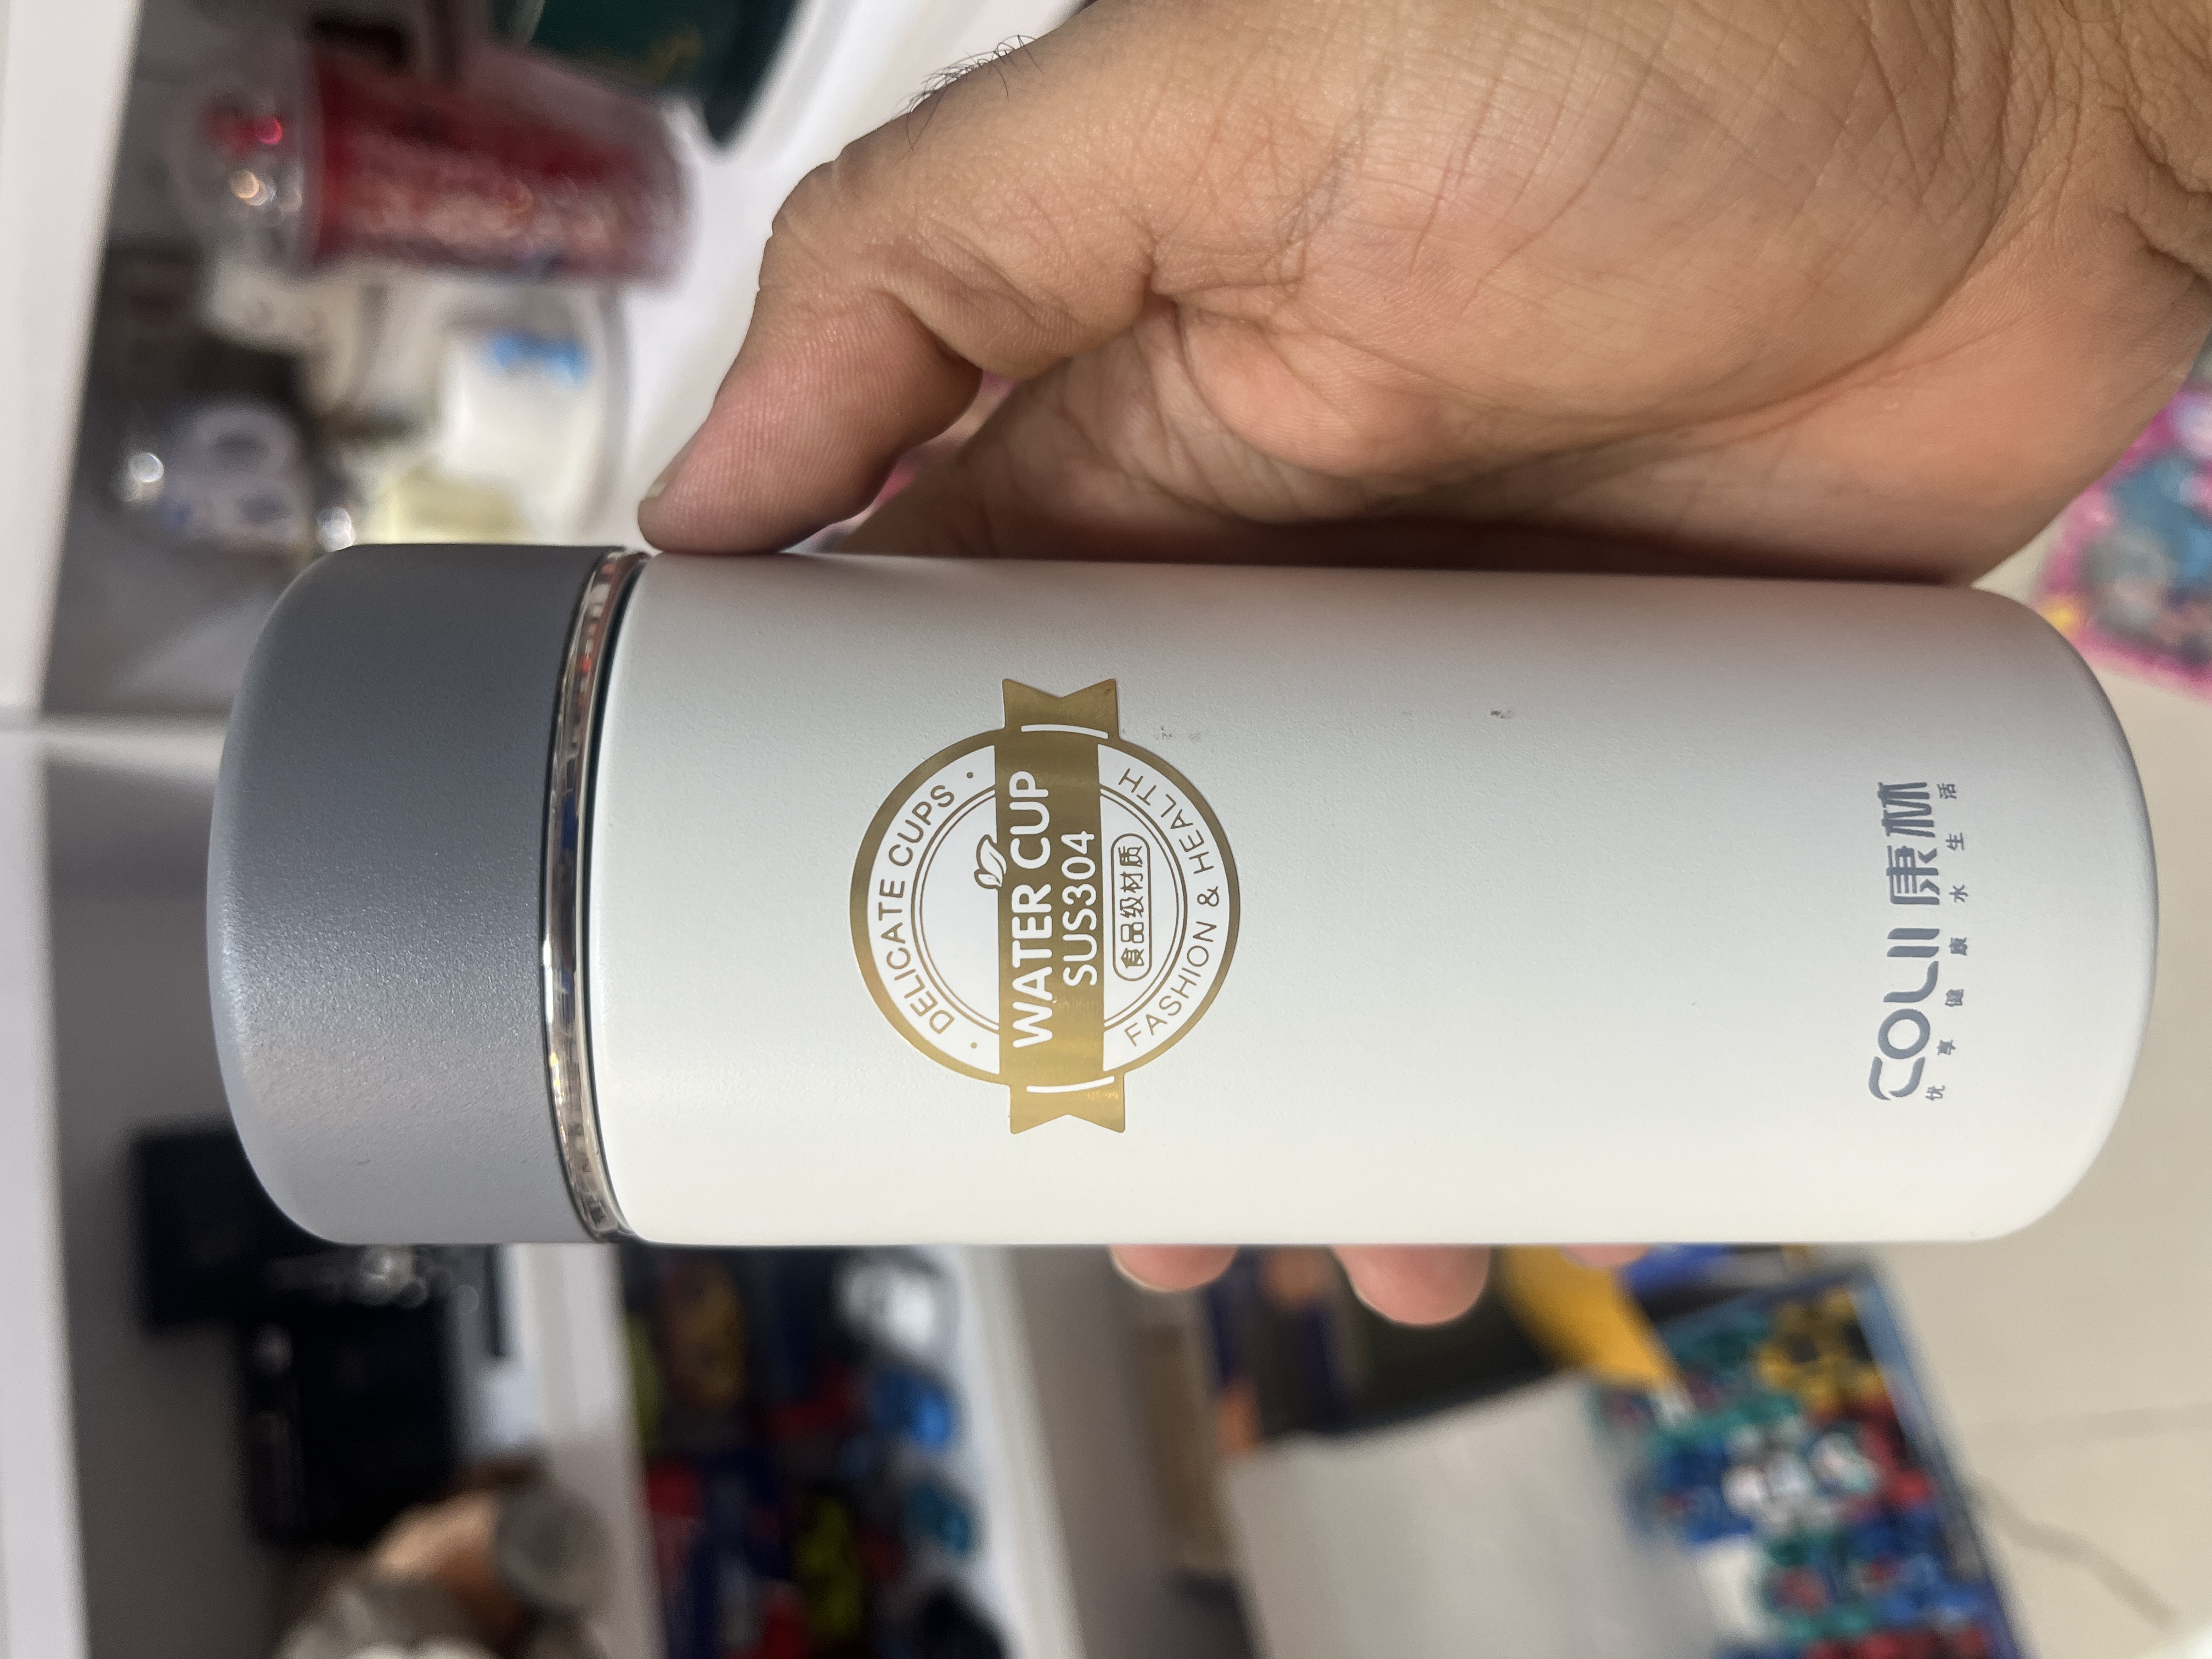 DELICATE CUPS
WATER CUP
SUS304
食品级材质
FASHION & HEALTH
COLII 康林
优享健康水生活